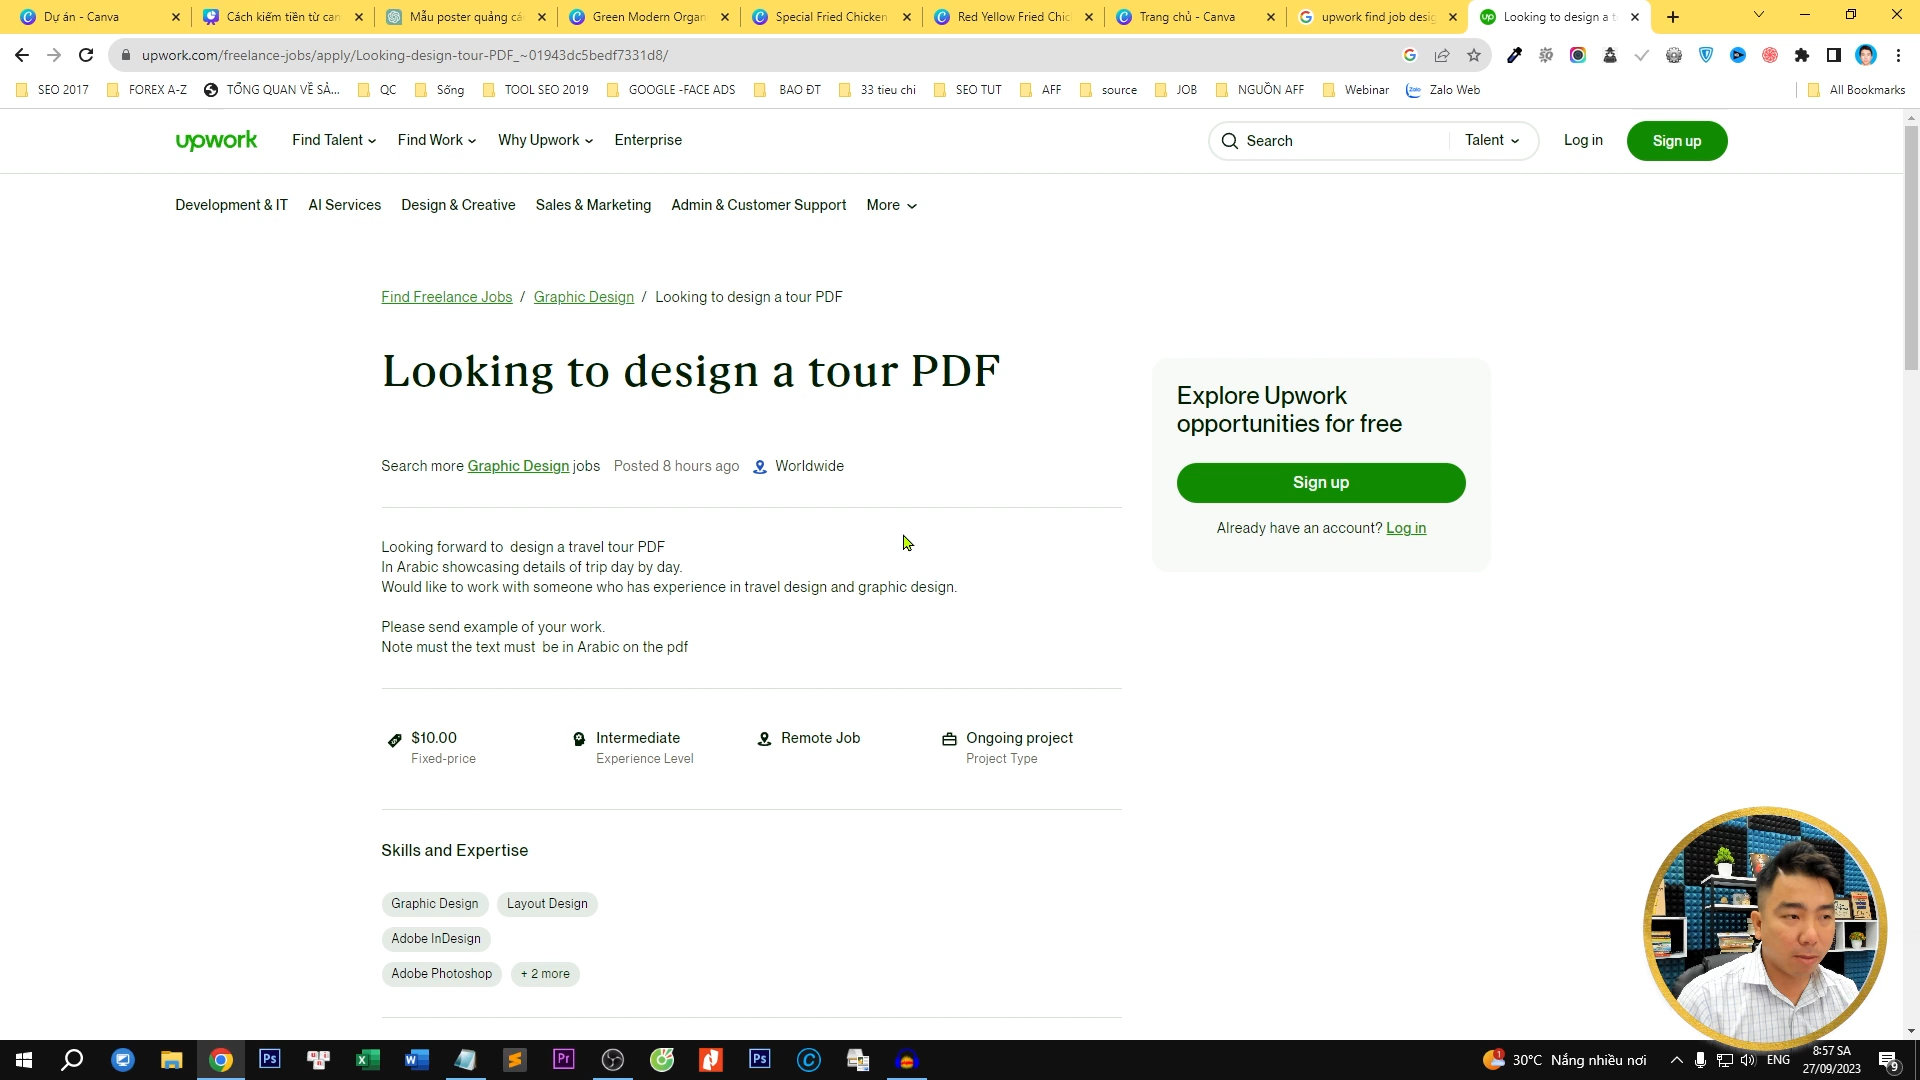 Dự án - Canva
Cách kiếm tiền từ can
Mẫu poster quảng cá
Green Modern Organ
Special Fried Chicken
Red Yellow Fried Chic
Trang chủ - Canva
upwork find job desig
Looking to design a t
upwork.com/freelance-jobs/apply/Looking-design-tour-PDF_~01943dc5bedf7331d8/
SEO 2017
FOREX A-Z
TỔNG QUAN VỀ SẢ...
QC
Sống
TOOL SEO 2019
GOOGLE -FACE ADS
BAO ĐT
33 tieu chi
SEO TUT
AFF
source
JOB
NGUỒN AFF
Webinar
Zalo Web
All Bookmarks
upwork
Find Talent
Find Work
Why Upwork
Enterprise
Search
Talent
Log in
Sign up
Development & IT
AI Services
Design & Creative
Sales & Marketing
Admin & Customer Support
More
Find Freelance Jobs / Graphic Design / Looking to design a tour PDF
Looking to design a tour PDF
Search more Graphic Design jobs Posted 8 hours ago Worldwide
Looking forward to design a travel tour PDF
In Arabic showcasing details of trip day by day.
Would like to work with someone who has experience in travel design and graphic design.
Please send example of your work.
Note must the text must be in Arabic on the pdf
$10.00
Fixed-price
Intermediate
Experience Level
Remote Job
Ongoing project
Project Type
Skills and Expertise
Graphic Design
Layout Design
Adobe InDesign
Adobe Photoshop
+ 2 more
Explore Upwork
opportunities for free
Sign up
Already have an account? Log in
30°C Nắng nhiều nơi
ENG
8:57 SA
27/09/2023